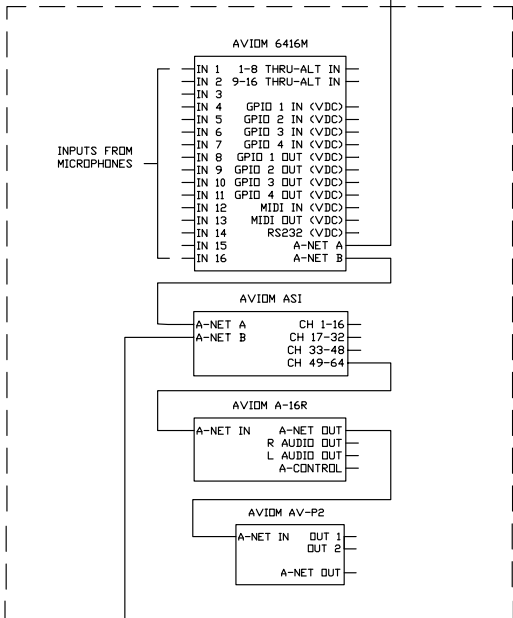 AVIOM 6416M
IN 1 1-8 THRU-ALT IN
IN 2 9-16 THRU-ALT IN
IN 3
IN 4 GPIO 1 IN (VDC)
IN 5 GPIO 2 IN (VDC)
IN 6 GPIO 3 IN (VDC)
IN 7 GPIO 4 IN (VDC)
IN 8 GPIO 1 OUT (VDC)
IN 9 GPIO 2 OUT (VDC)
IN 10 GPIO 3 OUT (VDC)
IN 11 GPIO 4 OUT (VDC)
IN 12 MIDI IN (VDC)
IN 13 MIDI OUT (VDC)
IN 14 RS232 (VDC)
IN 15 A-NET A
IN 16 A-NET B
INPUTS FROM
MICROPHONES
AVIOM ASI
A-NET A CH 1-16
A-NET B CH 17-32
CH 33-48
CH 49-64
AVIOM A-16R
A-NET IN A-NET OUT
R AUDIO OUT
L AUDIO OUT
A-CONTROL
AVIOM AV-P2
A-NET IN OUT 1
OUT 2
A-NET OUT